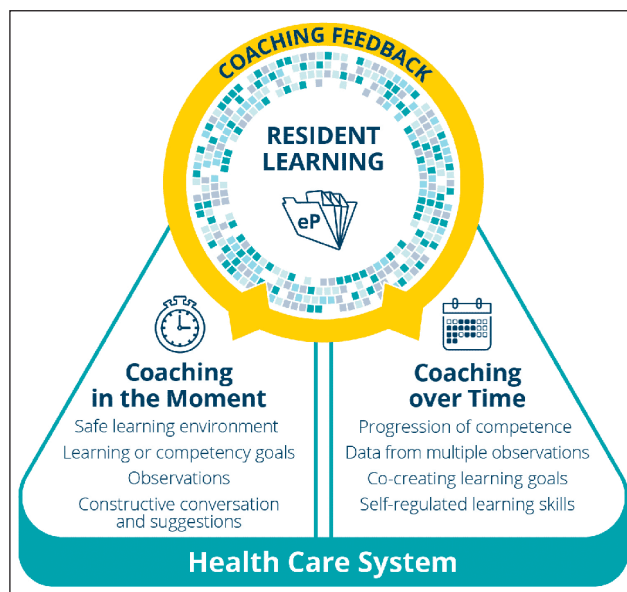 COACHING FEEDBACK
RESIDENT
LEARNING
eP
Coaching
in the Moment
Safe learning environment
Learning or competency goals
Observations
Constructive conversation
and suggestions
Coaching
over Time
Progression of competence
Data from multiple observations
Co-creating learning goals
Self-regulated learning skills
Health Care System